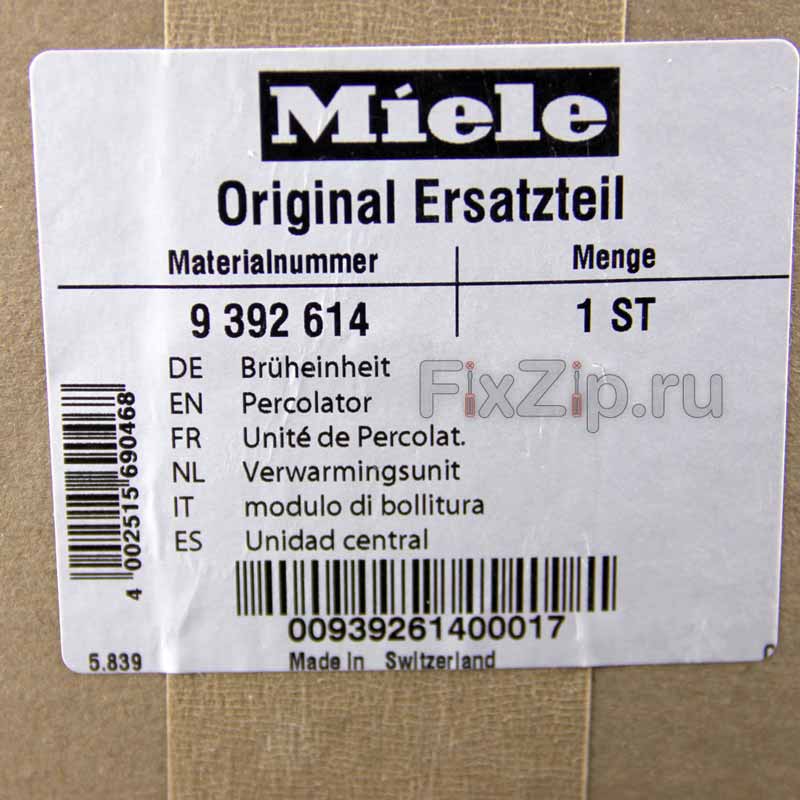 Miele
Original Ersatzteil
Materialnummer Menge
9 392 614 1 ST
DE Brüheinheit
EN Percolator
FR Unité de Percolat.
NL Verwarmingsunit
IT modulo di bollitura
ES Unidad central
FixZip.ru
4 002515 690468
00939261400017
5.839 Made in Switzerland